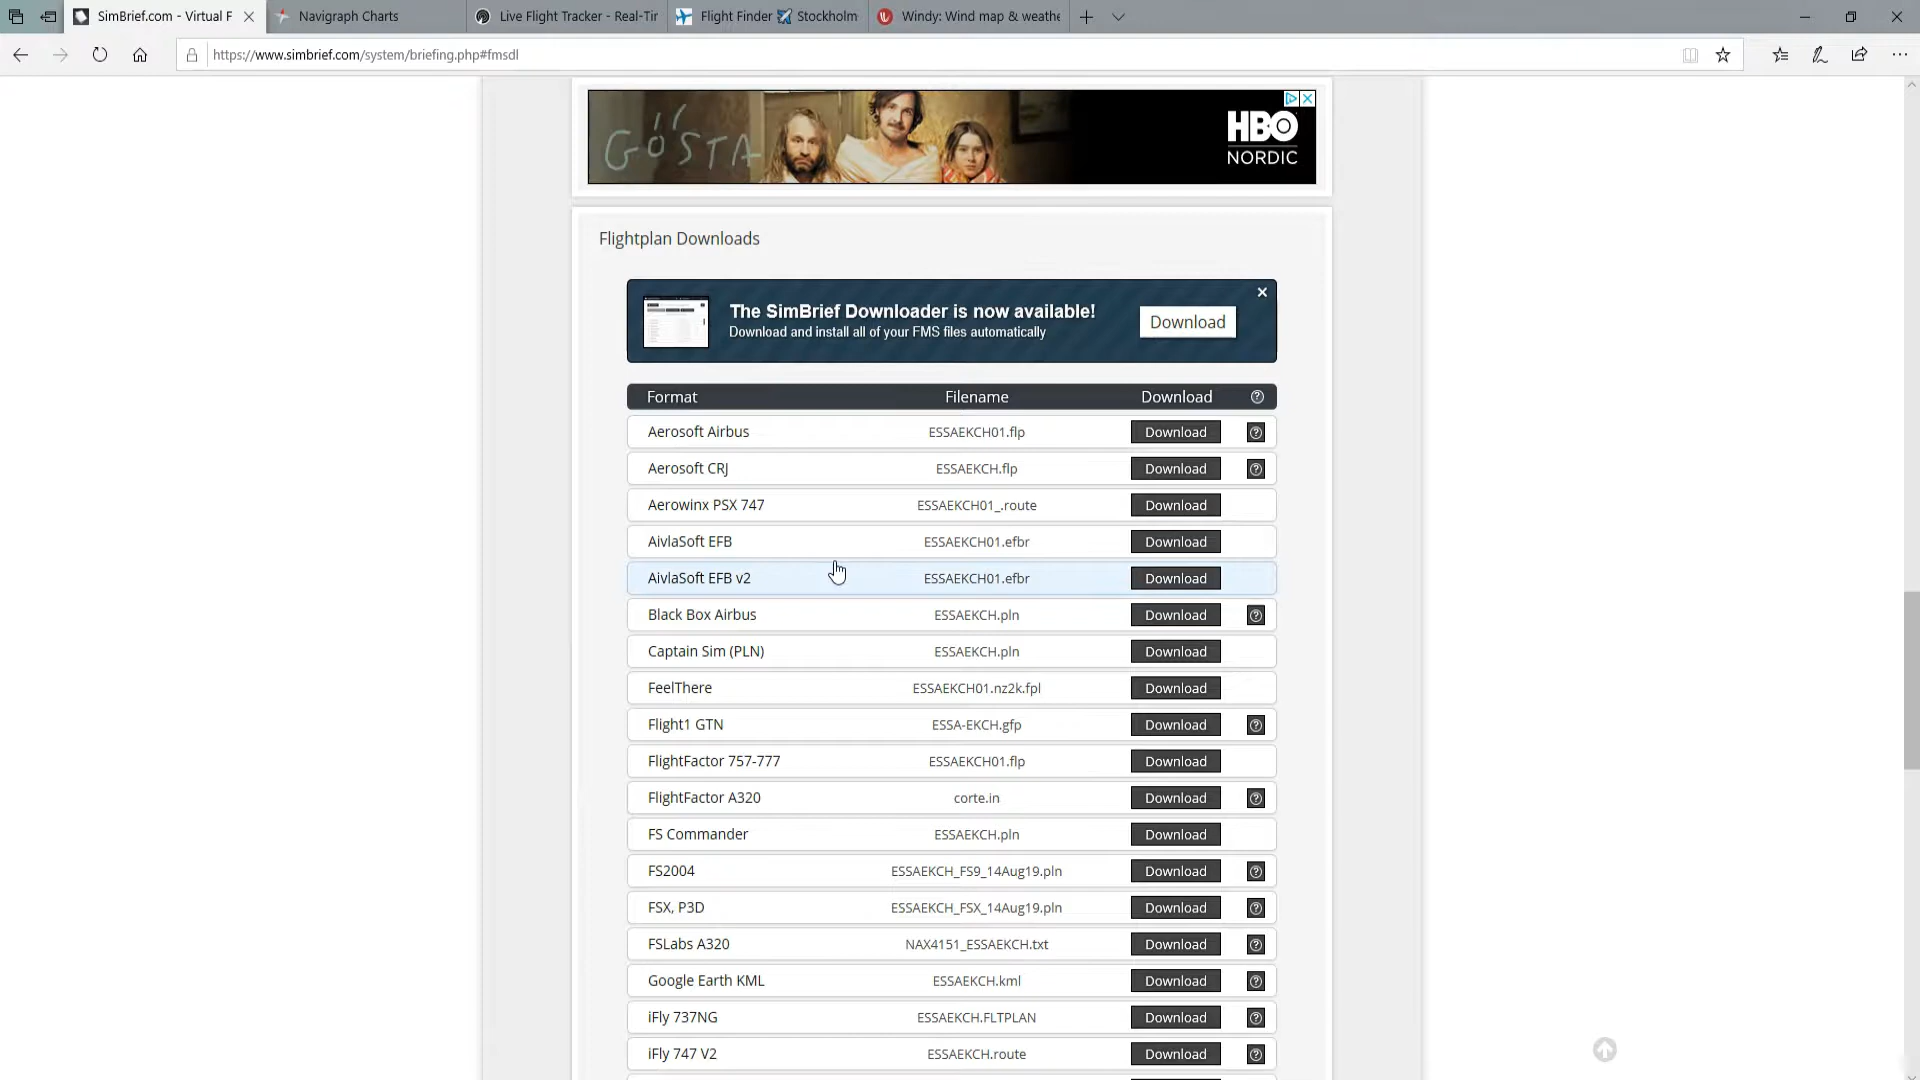 SimBrief.com - Virtual F
Navigraph Charts
Live Flight Tracker - Real-Tir
Flight Finder
Stockholm
Windy: Wind map & weathe
https://www.simbrief.com/system/briefing.php#fmsdl
GÖSTA
HBO
NORDIC
Flightplan Downloads
The SimBrief Downloader is now available!
Download and install all of your FMS files automatically
Download
Format Filename Download
Aerosoft Airbus ESSAEKCH01.flp Download
Aerosoft CRJ ESSAEKCH.flp Download
Aerowinx PSX 747 ESSAEKCH01_.route Download
AivlaSoft EFB ESSAEKCH01.efbr Download
AivlaSoft EFB v2 ESSAEKCH01.efbr Download
Black Box Airbus ESSAEKCH.pln Download
Captain Sim (PLN) ESSAEKCH.pln Download
FeelThere ESSAEKCH01.nz2k.fpl Download
Flight1 GTN ESSA-EKCH.gfp Download
FlightFactor 757-777 ESSAEKCH01.flp Download
FlightFactor A320 corte.in Download
FS Commander ESSAEKCH.pln Download
FS2004 ESSAEKCH_FS9_14Aug19.pln Download
FSX, P3D ESSAEKCH_FSX_14Aug19.pln Download
FSLabs A320 NAX4151_ESSAEKCH.txt Download
Google Earth KML ESSAEKCH.kml Download
iFly 737NG ESSAEKCH.FLTPLAN Download
iFly 747 V2 ESSAEKCH.route Download